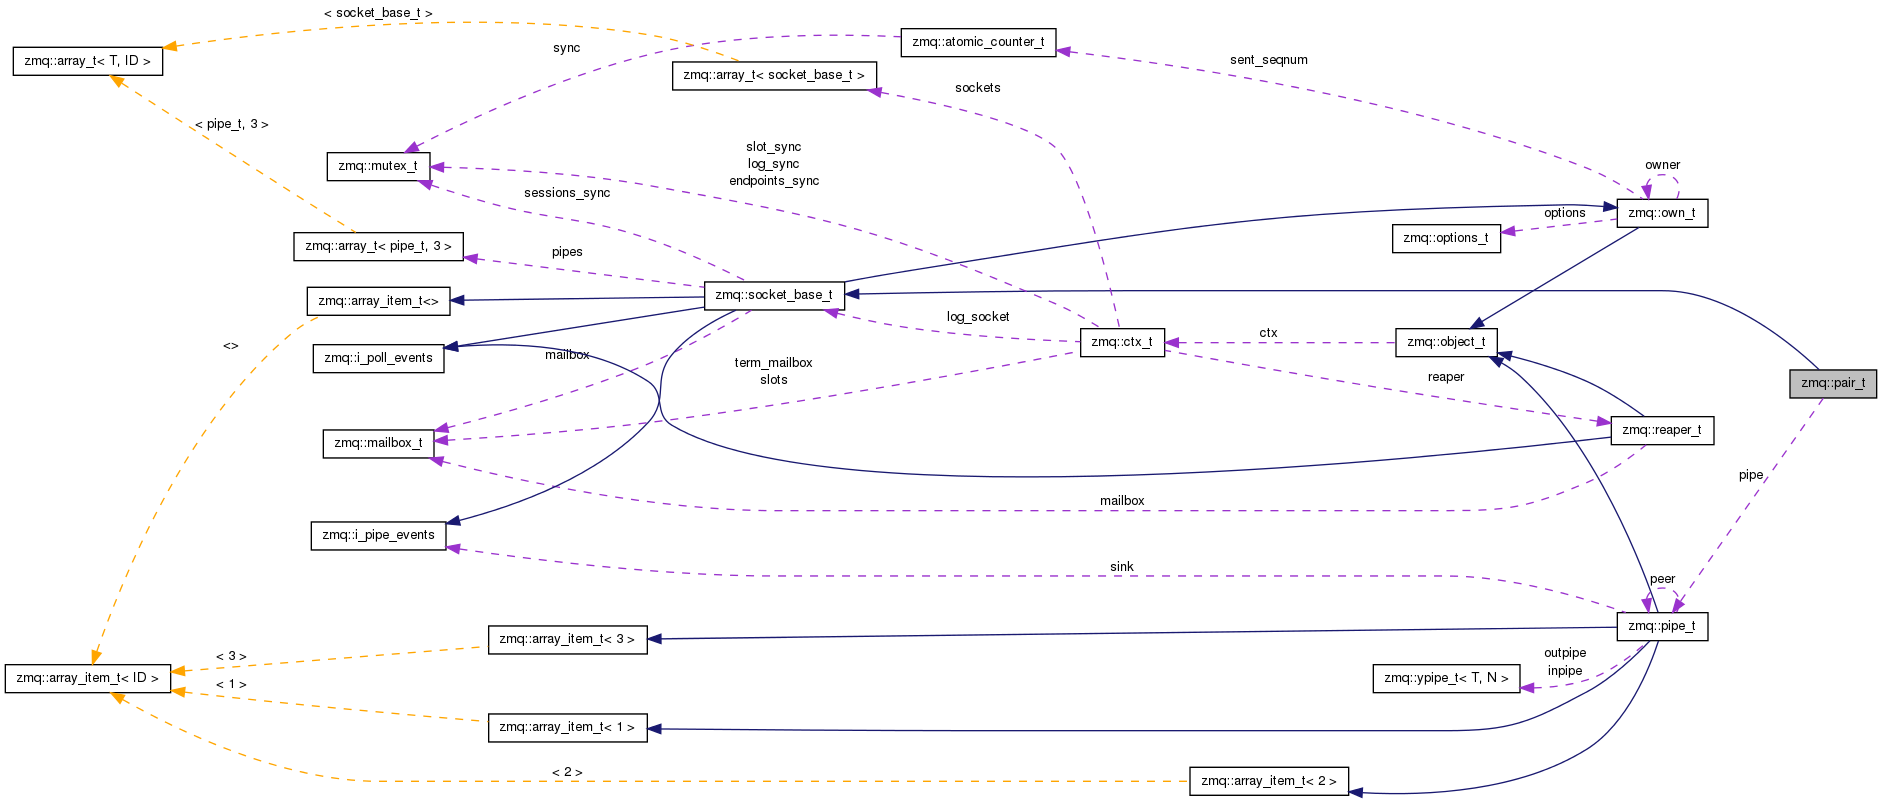 < socket_base_t >
zmq::array_t< T, ID >
sync
zmq::atomic_counter_t
sent_seqnum
zmq::array_t< socket_base_t >
sockets
< pipe_t, 3 >
zmq::mutex_t
slot_sync
log_sync
endpoints_sync
sessions_sync
owner
zmq::own_t
options
zmq::options_t
zmq::array_t< pipe_t, 3 >
pipes
zmq::array_item_t<>
zmq::socket_base_t
log_socket
ctx
zmq::ctx_t
zmq::object_t
<>
zmq::i_poll_events
mailbox
term_mailbox
slots
reaper
zmq::pair_t
zmq::mailbox_t
zmq::reaper_t
mailbox
pipe
zmq::i_pipe_events
sink
peer
zmq::pipe_t
zmq::array_item_t< 3 >
< 3 >
zmq::array_item_t< ID >
< 1 >
outpipe
inpipe
zmq::ypipe_t< T, N >
zmq::array_item_t< 1 >
< 2 >
zmq::array_item_t< 2 >